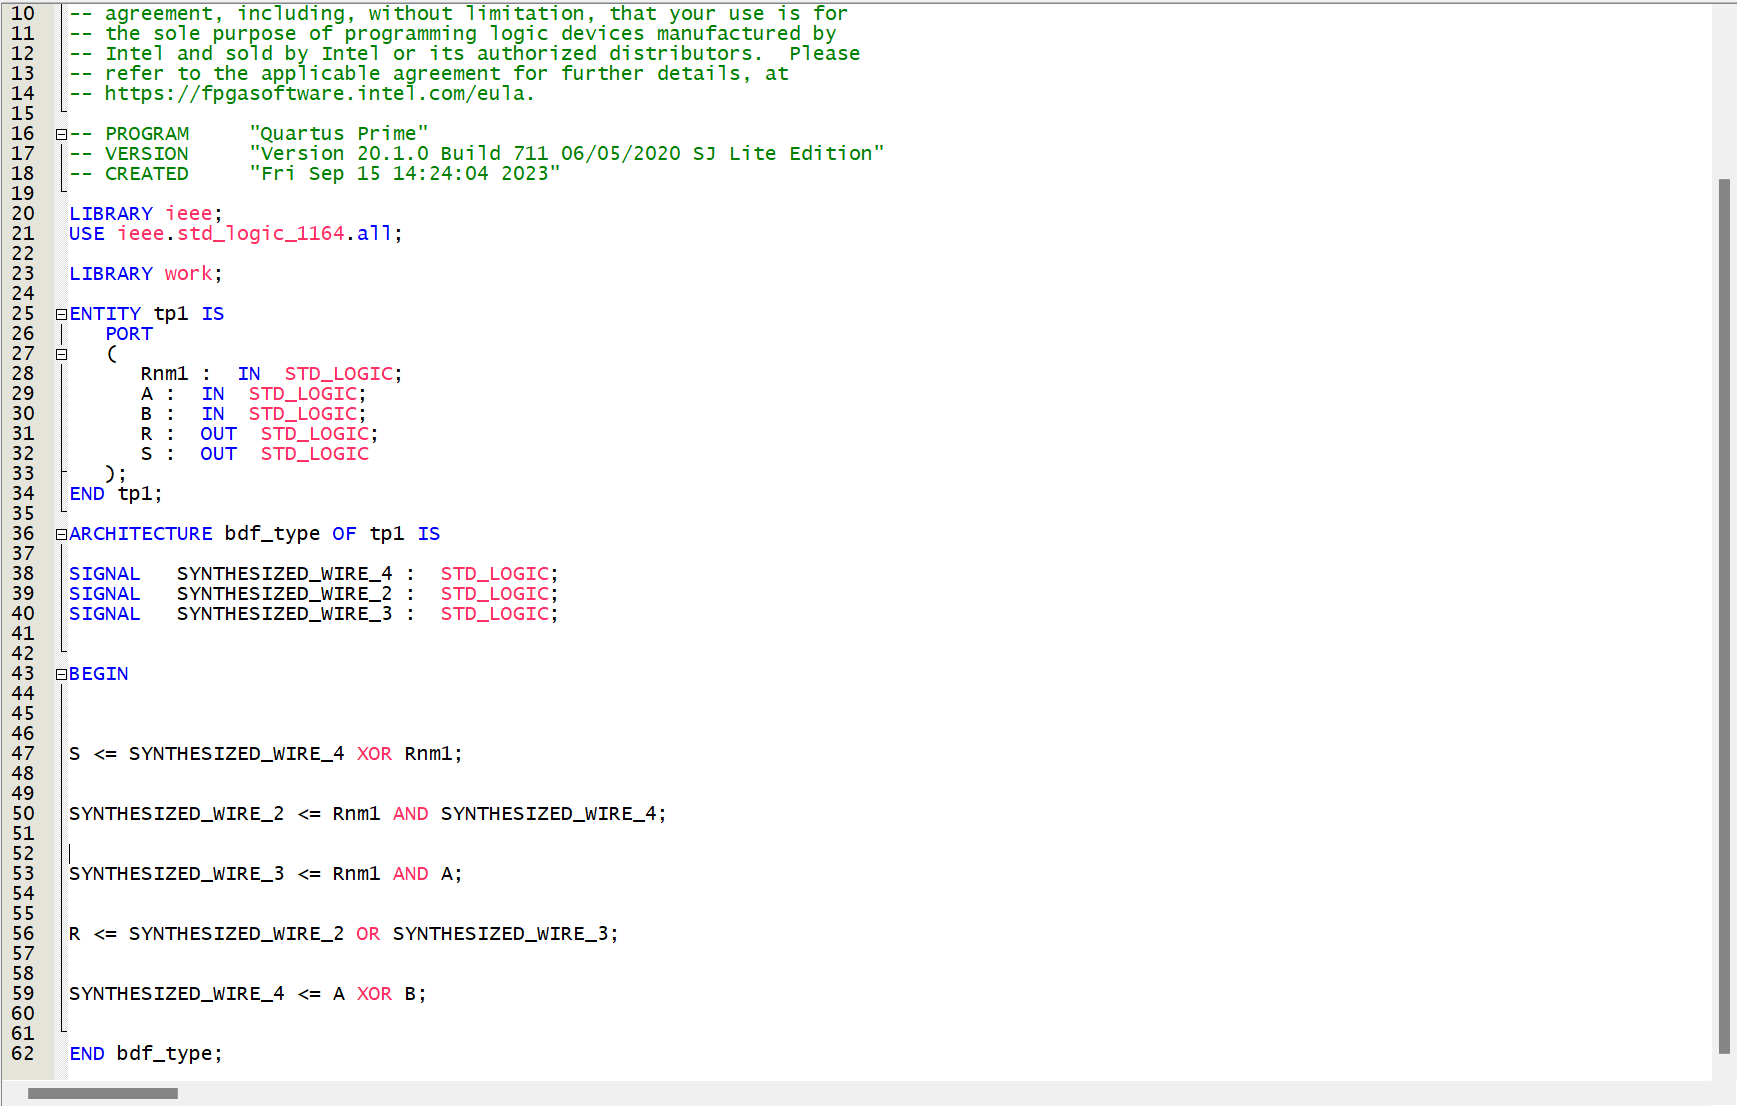 10 -- agreement, including, without limitation, that your use is for
11 -- the sole purpose of programming logic devices manufactured by
12 -- Intel and sold by Intel or its authorized distributors.  Please
13 -- refer to the applicable agreement for further details, at
14 -- https://fpgasoftware.intel.com/eula.
15
16 -- PROGRAM     "Quartus Prime"
17 -- VERSION     "Version 20.1.0 Build 711 06/05/2020 SJ Lite Edition"
18 -- CREATED     "Fri Sep 15 14:24:04 2023"
19
20 LIBRARY ieee;
21 USE ieee.std_logic_1164.all;
22
23 LIBRARY work;
24
25 ENTITY tp1 IS
26    PORT
27    (
28       Rnm1 :  IN  STD_LOGIC;
29       A :  IN  STD_LOGIC;
30       B :  IN  STD_LOGIC;
31       R :  OUT  STD_LOGIC;
32       S :  OUT  STD_LOGIC
33    );
34 END tp1;
35
36 ARCHITECTURE bdf_type OF tp1 IS
37
38 SIGNAL   SYNTHESIZED_WIRE_4 :  STD_LOGIC;
39 SIGNAL   SYNTHESIZED_WIRE_2 :  STD_LOGIC;
40 SIGNAL   SYNTHESIZED_WIRE_3 :  STD_LOGIC;
41
42
43 BEGIN
44
45
46
47 S <= SYNTHESIZED_WIRE_4 XOR Rnm1;
48
49
50 SYNTHESIZED_WIRE_2 <= Rnm1 AND SYNTHESIZED_WIRE_4;
51
52
53 SYNTHESIZED_WIRE_3 <= Rnm1 AND A;
54
55
56 R <= SYNTHESIZED_WIRE_2 OR SYNTHESIZED_WIRE_3;
57
58
59 SYNTHESIZED_WIRE_4 <= A XOR B;
60
61
62 END bdf_type;